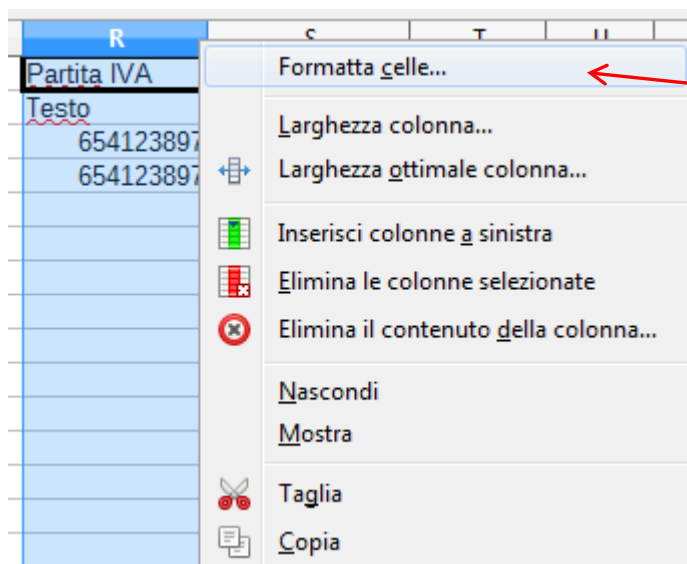 R
Partita IVA
Testo
654123897
654123897
Formatta celle...
Larghezza colonna...
Larghezza ottimale colonna...
Inserisci colonne a sinistra
Elimina le colonne selezionate
Elimina il contenuto della colonna...
Nascondi
Mostra
Taglia
Copia